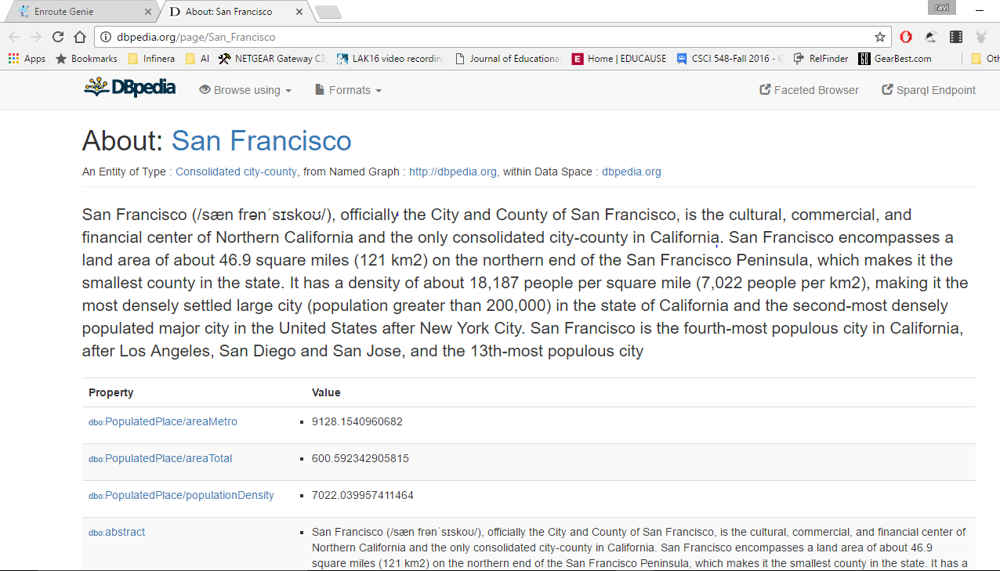 Enroute Genie
D About: San Francisco
ravi
dbpedia.org/page/San_Francisco
Apps Bookmarks Infinera AI NETGEAR Gateway C3 LAK16 video recording Journal of Educational E Home | EDUCAUSE CSCI 548-Fall 2016 - G RelFinder GB GearBest.com Oth
DBpedia Browse using Formats Faceted Browser Sparql Endpoint
About: San Francisco
An Entity of Type : Consolidated city-county, from Named Graph : http://dbpedia.org, within Data Space : dbpedia.org
San Francisco (/sæn frənˈsɪskoʊ/), officially the City and County of San Francisco, is the cultural, commercial, and
financial center of Northern California and the only consolidated city-county in California. San Francisco encompasses a
land area of about 46.9 square miles (121 km2) on the northern end of the San Francisco Peninsula, which makes it the
smallest county in the state. It has a density of about 18,187 people per square mile (7,022 people per km2), making it the
most densely settled large city (population greater than 200,000) in the state of California and the second-most densely
populated major city in the United States after New York City. San Francisco is the fourth-most populous city in California,
after Los Angeles, San Diego and San Jose, and the 13th-most populous city
Property Value
dbo:PopulatedPlace/areaMetro ▪ 9128.1540960682
dbo:PopulatedPlace/areaTotal ▪ 600.592342905815
dbo:PopulatedPlace/populationDensity ▪ 7022.039957411464
dbo:abstract ▪ San Francisco (/sæn frənˈsɪskoʊ/), officially the City and County of San Francisco, is the cultural, commercial, and financial center of
Northern California and the only consolidated city-county in California. San Francisco encompasses a land area of about 46.9
square miles (121 km2) on the northern end of the San Francisco Peninsula, which makes it the smallest county in the state. It has a